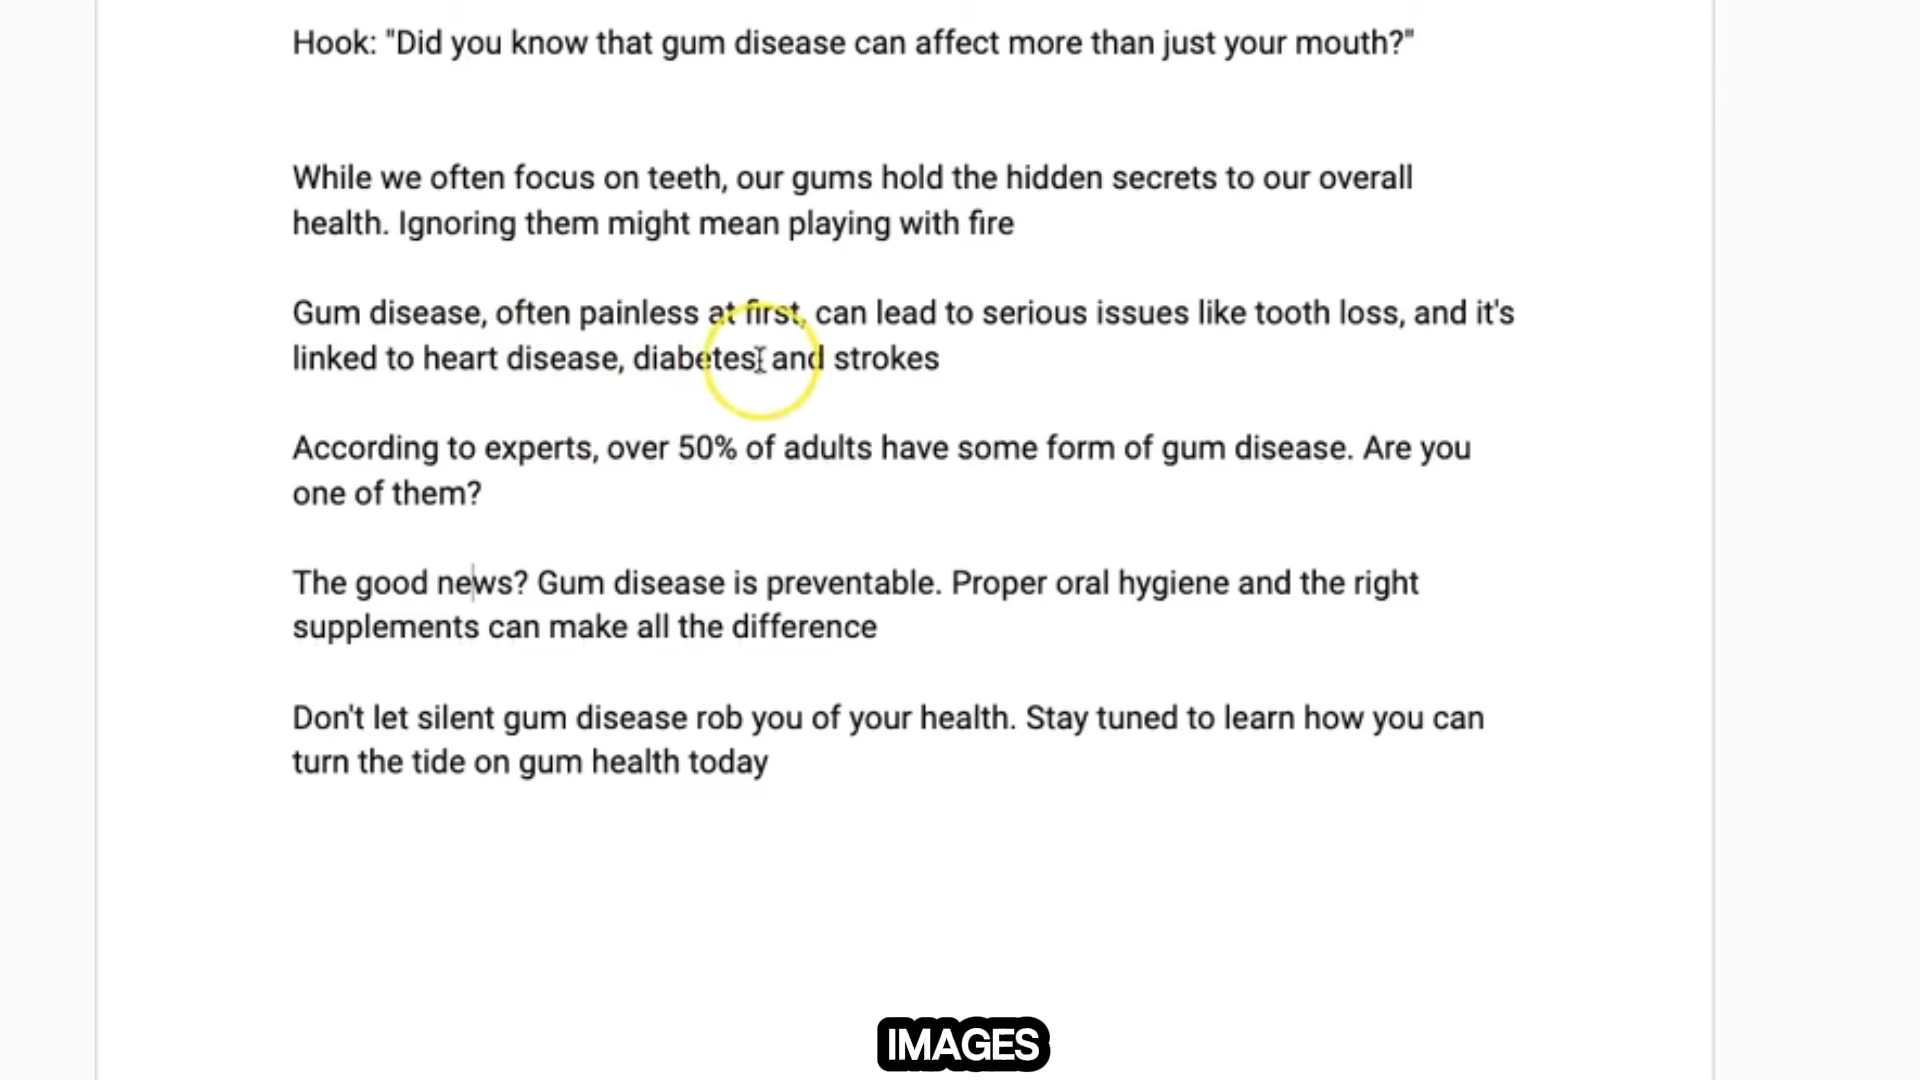 Hook: "Did you know that gum disease can affect more than just your mouth?"
While we often focus on teeth, our gums hold the hidden secrets to our overall
health. Ignoring them might mean playing with fire
Gum disease, often painless at first, can lead to serious issues like tooth loss, and it's
linked to heart disease, diabetes, and strokes
According to experts, over 50% of adults have some form of gum disease. Are you
one of them?
The good news? Gum disease is preventable. Proper oral hygiene and the right
supplements can make all the difference
Don't let silent gum disease rob you of your health. Stay tuned to learn how you can
turn the tide on gum health today
IMAGES